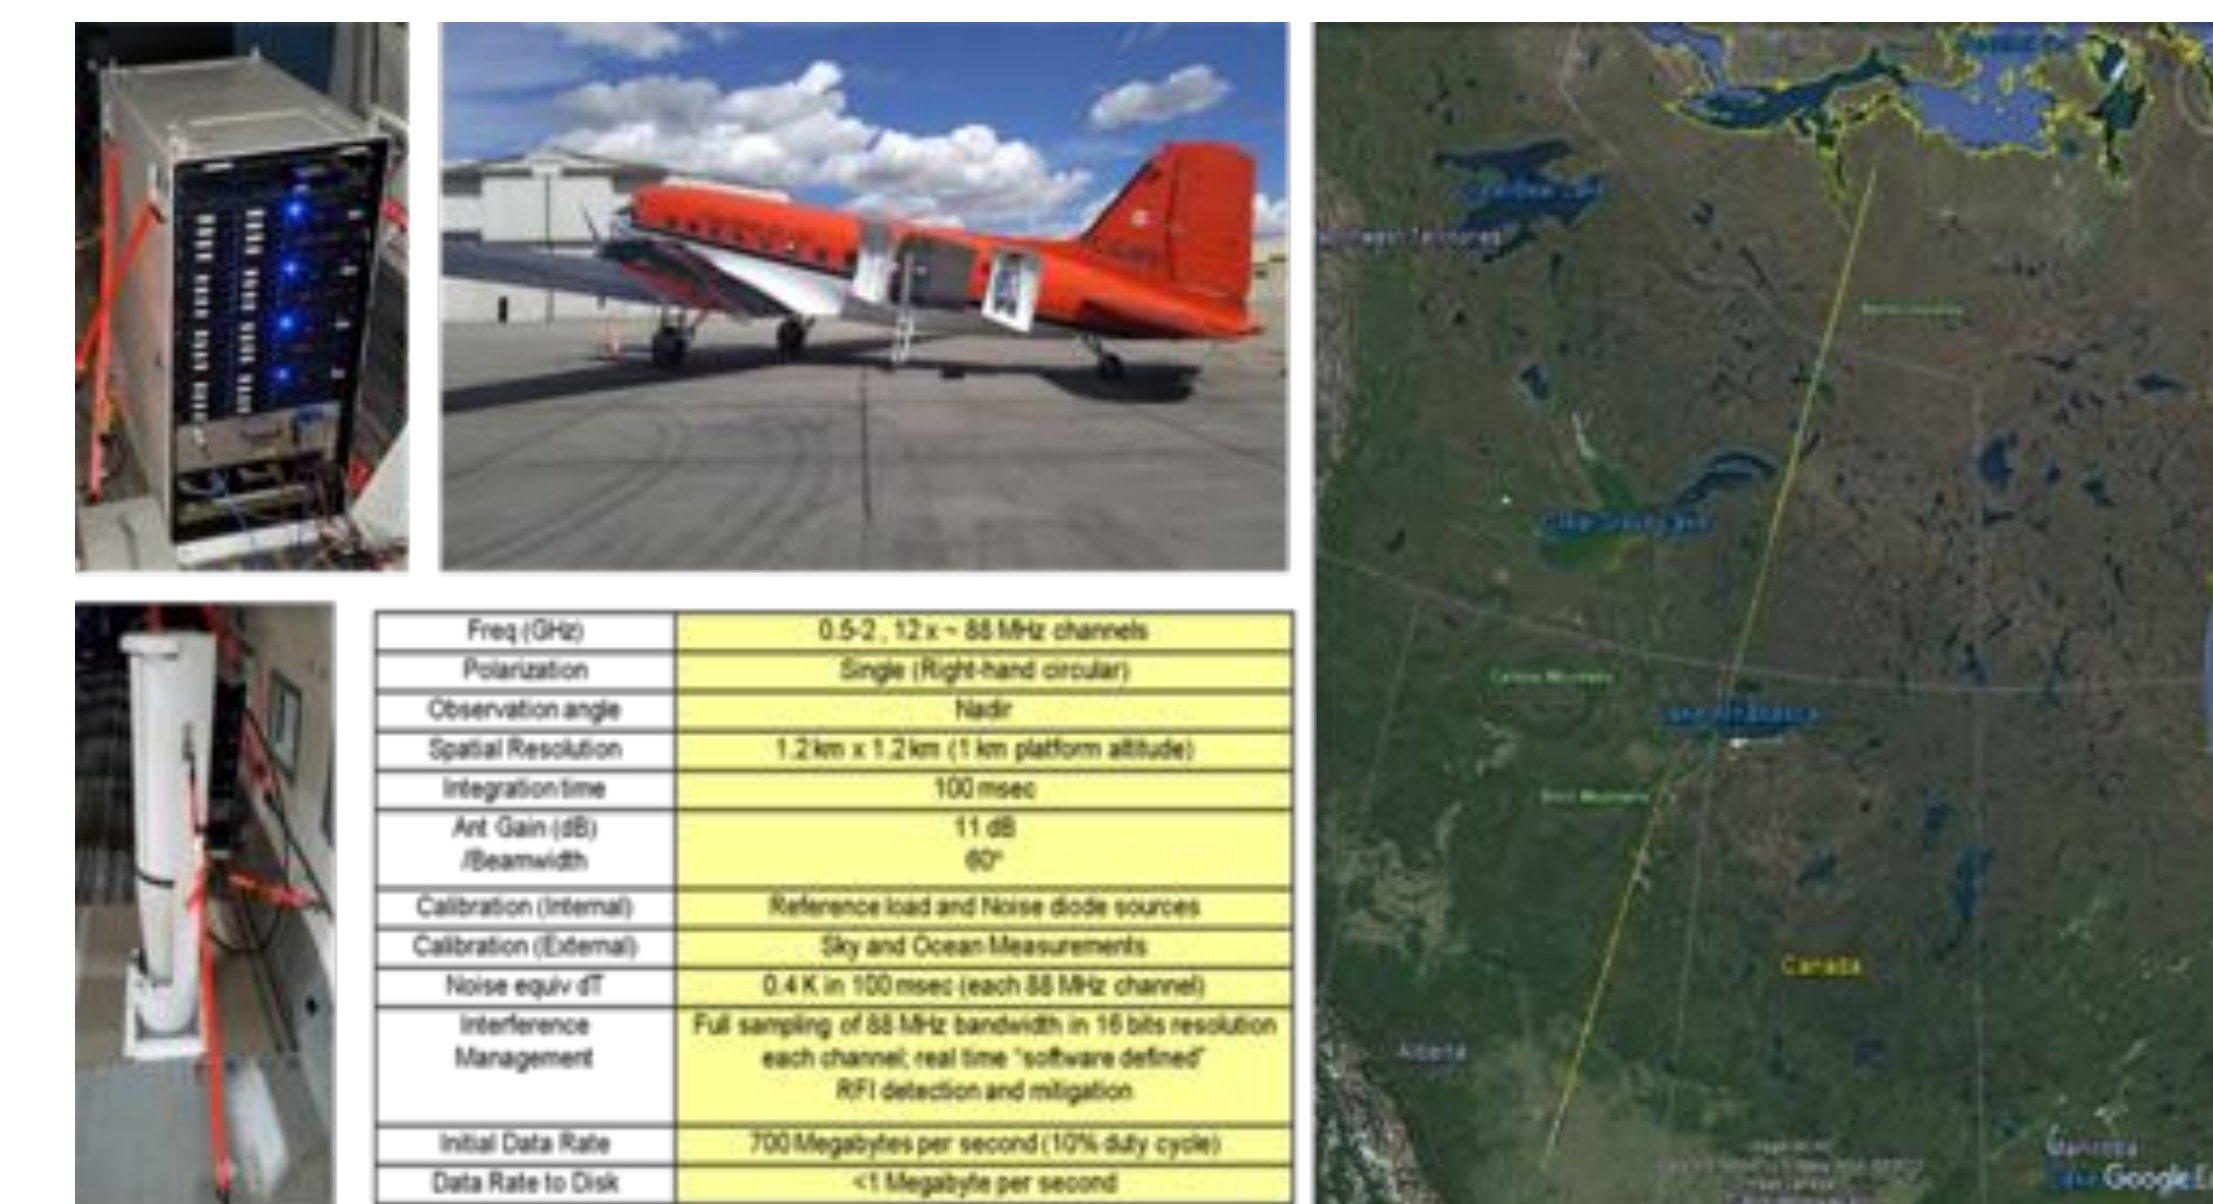 Freq (GHz)
0.5-2 , 12 x ~ 88 MHz channels
Polarization
Single (Right-hand circular)
Observation angle
Nadir
Spatial Resolution
1.2 km x 1.2 km (1 km platform altitude)
Integration time
100 msec
Ant Gain (dB)
/Beamwidth
11 dB
60°
Calibration (Internal)
Reference load and Noise diode sources
Calibration (External)
Sky and Ocean Measurements
Noise equiv dT
0.4 K in 100 msec (each 88 MHz channel)
Interference
Management
Full sampling of 88 MHz bandwidth in 16 bits resolution
each channel; real time "software defined"
RFI detection and mitigation
Initial Data Rate
700 Megabytes per second (10% duty cycle)
Data Rate to Disk
<1 Megabyte per second
Northwest Territories
Lake Athabasca
Canada
Alberta
Manitoba
Google